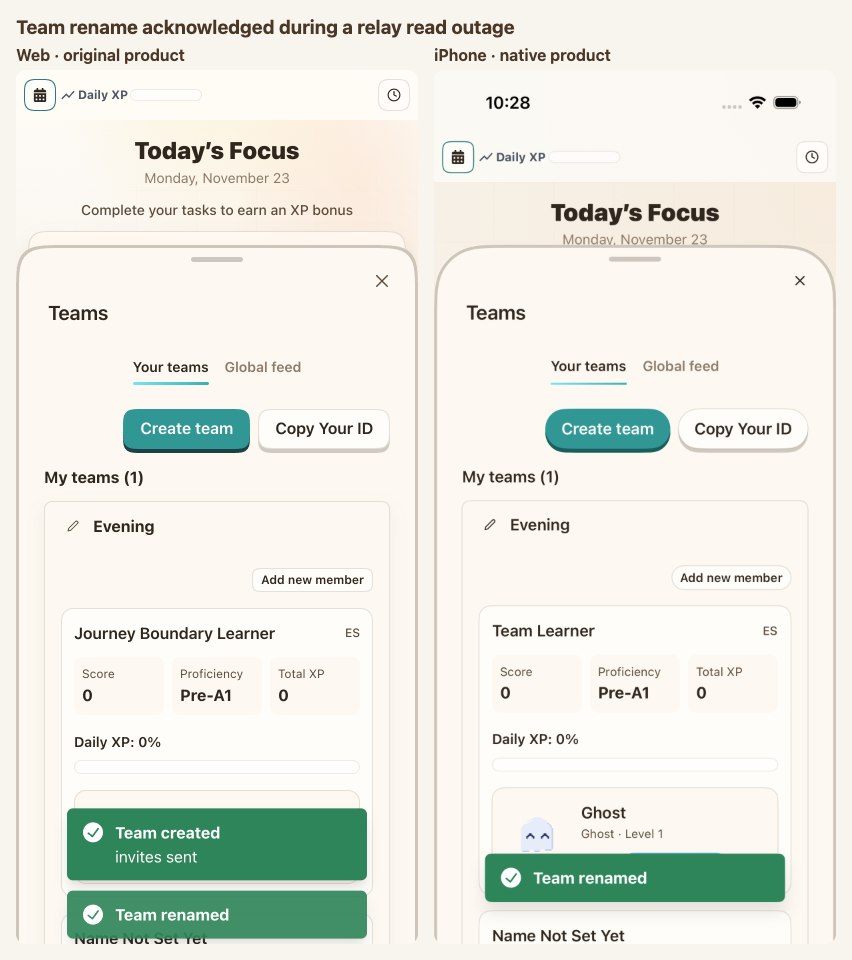 Team rename acknowledged during a relay read outage
Web · original product
Daily XP
Today's Focus
Monday, November 23
Complete your tasks to earn an XP bonus
Teams
Your teams Global feed
Create team Copy Your ID
My teams (1)
Evening
Add new member
Journey Boundary Learner ES
Score Proficiency Total XP
0 Pre-A1 0
Daily XP: 0%
Team created
invites sent
Team renamed
Name Not Set Yet
iPhone · native product
10:28
Daily XP
Today's Focus
Monday, November 23
Teams
Your teams Global feed
Create team Copy Your ID
My teams (1)
Evening
Add new member
Team Learner ES
Score Proficiency Total XP
0 Pre-A1 0
Daily XP: 0%
Ghost
Ghost · Level 1
Team renamed
Name Not Set Yet